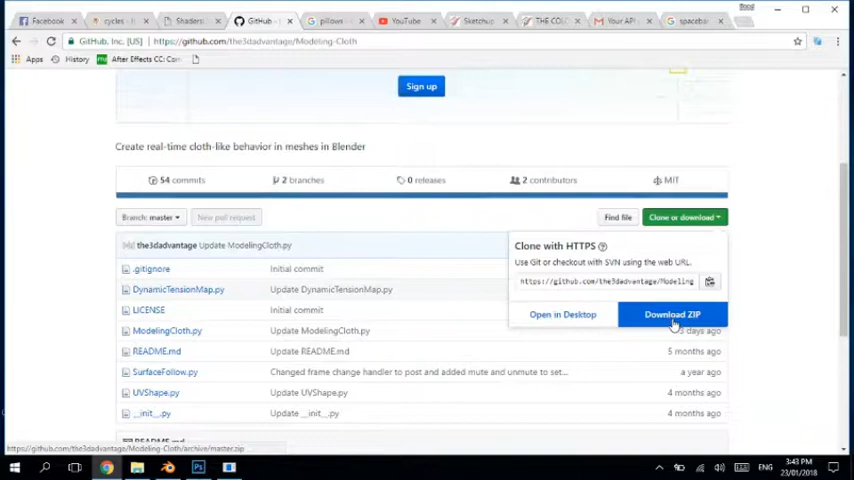 Facebook
cycles -
Shaders
GitHub -
pillows -
YouTube
Sketchup
THE CO
Your API
spaceba
GitHub, Inc. [US] | https://github.com/the3dadvantage/Modeling-Cloth
Apps
History
After Effects CC: Com
Sign up
Create real-time cloth-like behavior in meshes in Blender
54 commits
2 branches
0 releases
2 contributors
MIT
Branch: master
New pull request
Find file
Clone or download
the3dadvantage Update ModelingCloth.py
Clone with HTTPS
Use Git or checkout with SVN using the web URL.
https://github.com/the3dadvantage/Modeling
Open in Desktop
Download ZIP
.gitignore Initial commit
DynamicTensionMap.py Update DynamicTensionMap.py
LICENSE Initial commit
ModelingCloth.py Update ModelingCloth.py 3 days ago
README.md Update README.md 5 months ago
SurfaceFollow.py Changed frame change handler to post and added mute and unmute to set... a year ago
UVShape.py Update UVShape.py 4 months ago
__init__.py Update __init__.py 4 months ago
README.md
https://github.com/the3dadvantage/Modeling-Cloth/archive/master.zip
ENG
3:43 PM
23/01/2018